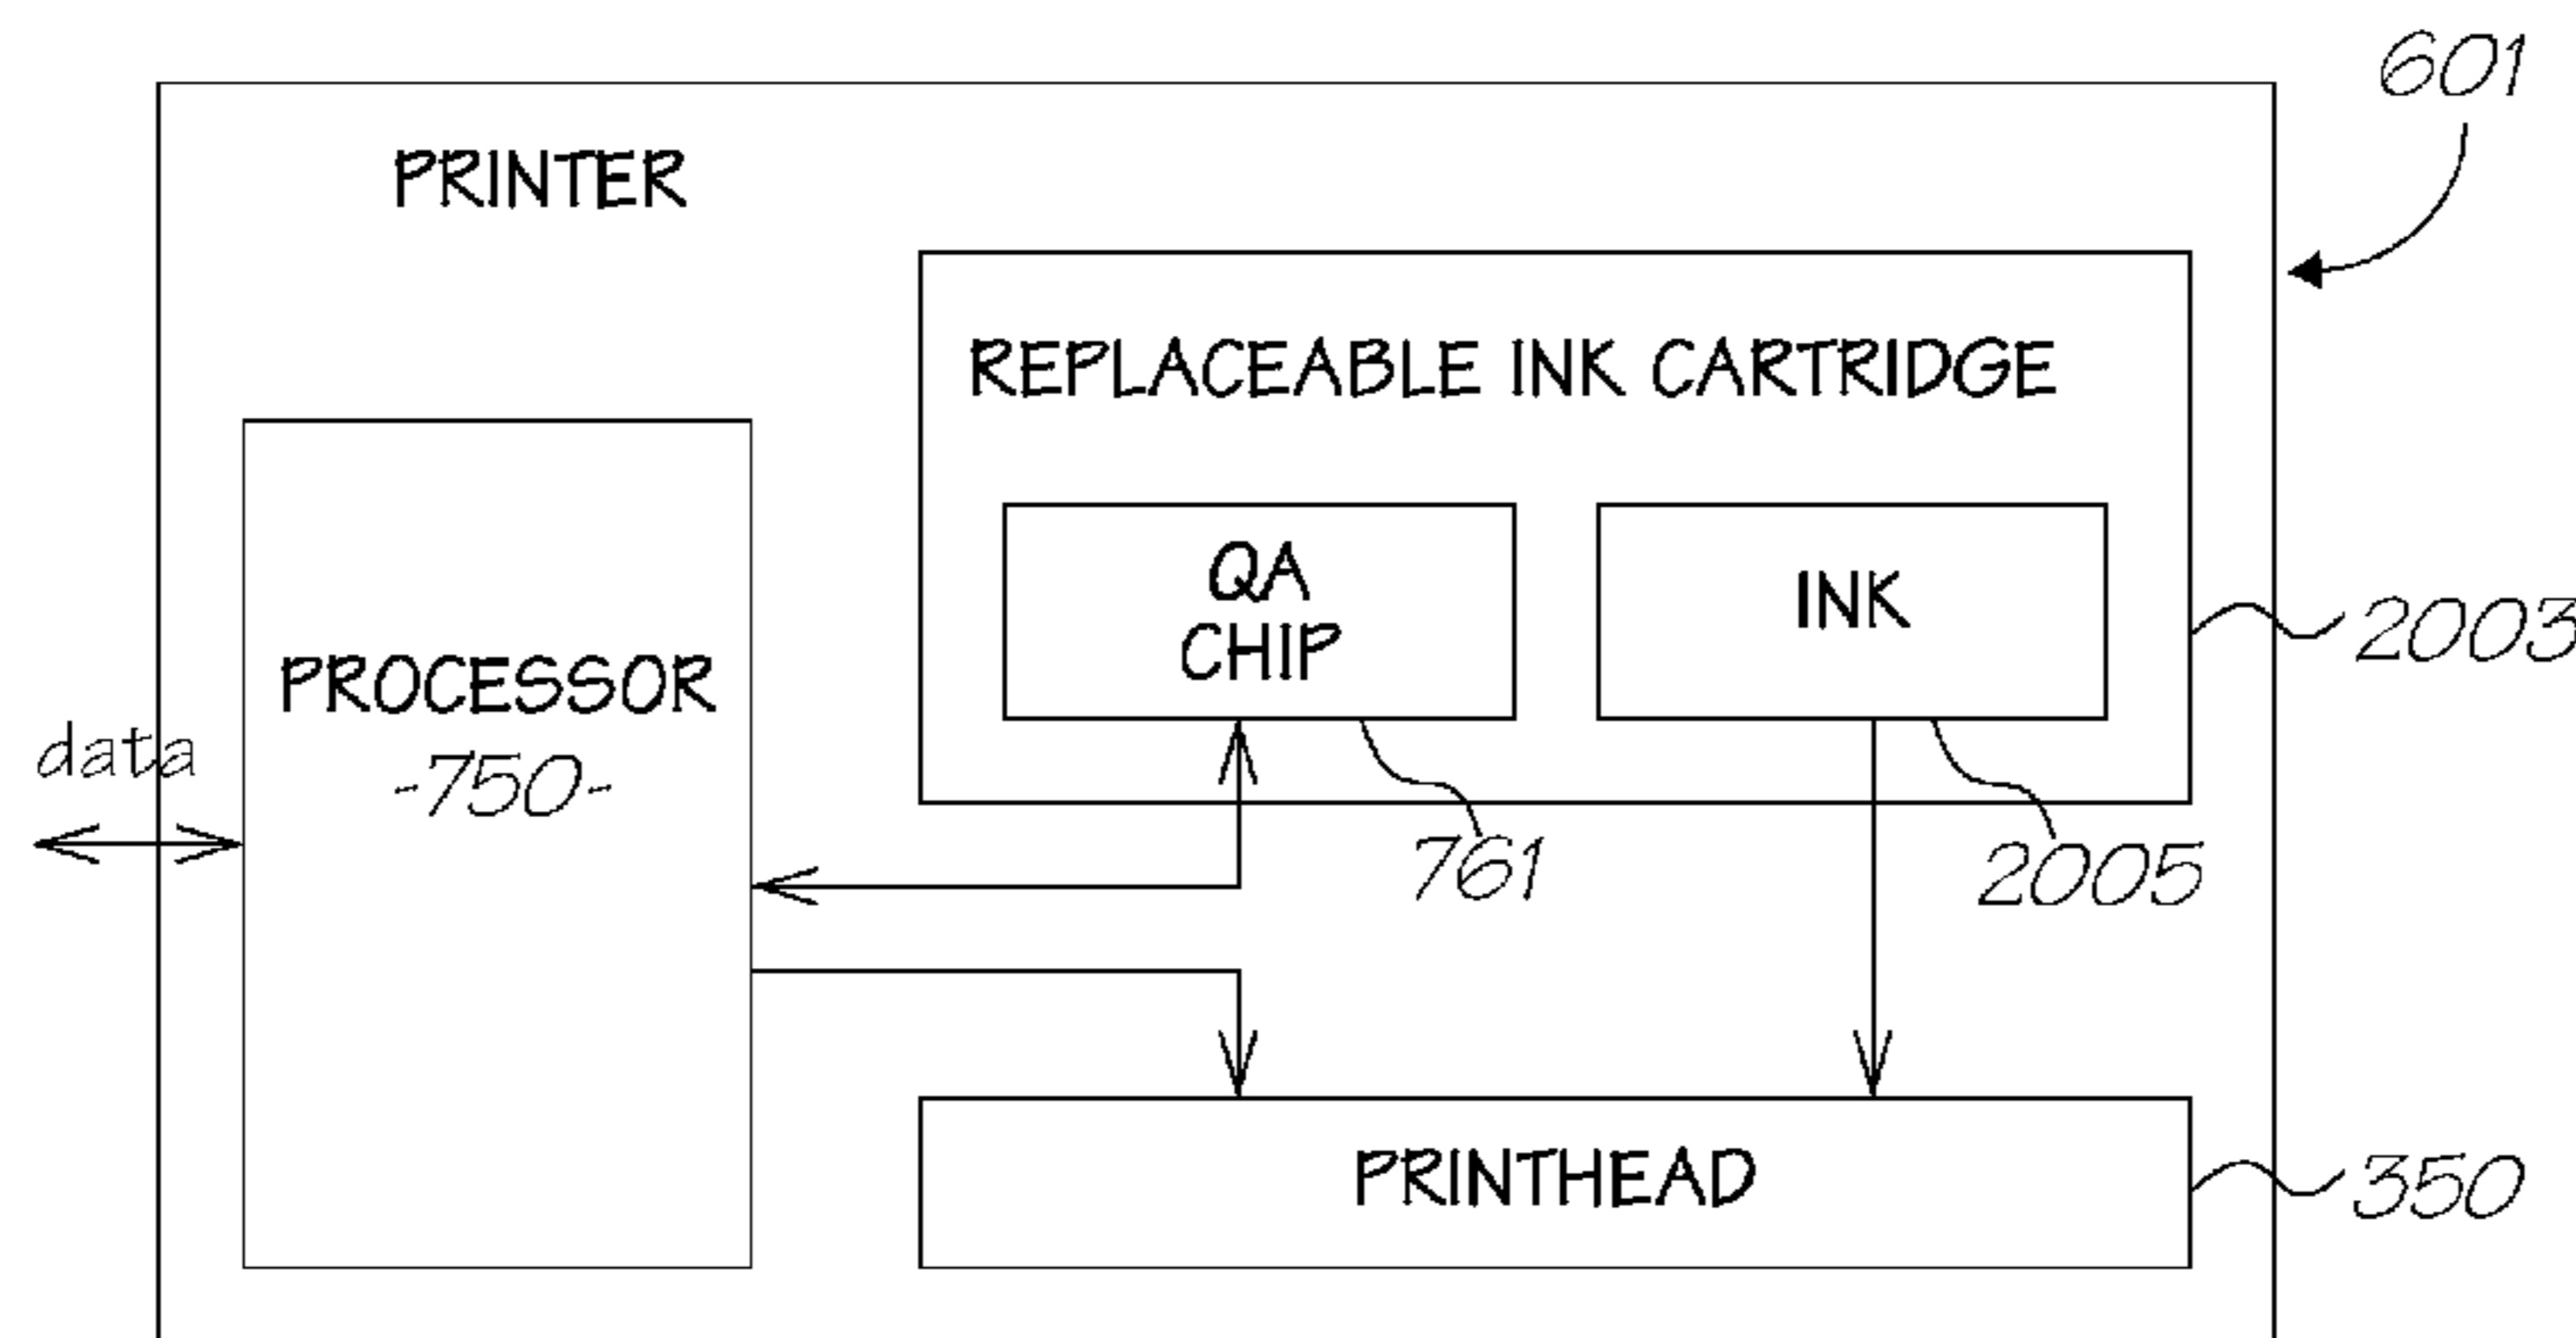 601
PRINTER
REPLACEABLE INK CARTRIDGE
QA
CHIP
INK
2003
PROCESSOR
-750-
data
761
2005
PRINTHEAD
350